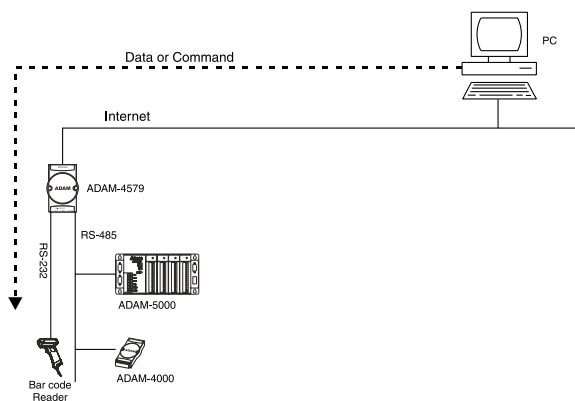 PC
Data or Command
Internet
ADAM
ADAM-4579
RS-232
RS-485
ADAM-5000
ADAM-4000
Bar code
Reader